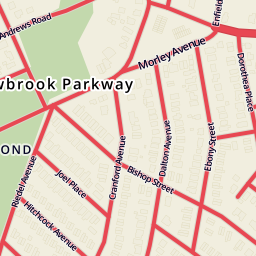 Andrews Road
Enfield
Morley Avenue
Dorothea Place
wbrook Parkway
Cranford Avenue
Dalton Avenue
Ebony Street
OND
Bishop Street
Joel Place
Riedel Avenue
Hitchcock Avenue